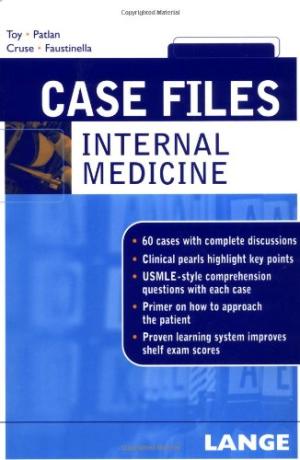 Toy • Patlan
Cruse • Faustinella
CASE FILES
INTERNAL
MEDICINE
• 60 cases with complete discussions
• Clinical pearls highlight key points
• USMLE-style comprehension
questions with each case
• Primer on how to approach
the patient
• Proven learning system improves
shelf exam scores
LANGE
Copyrighted Material